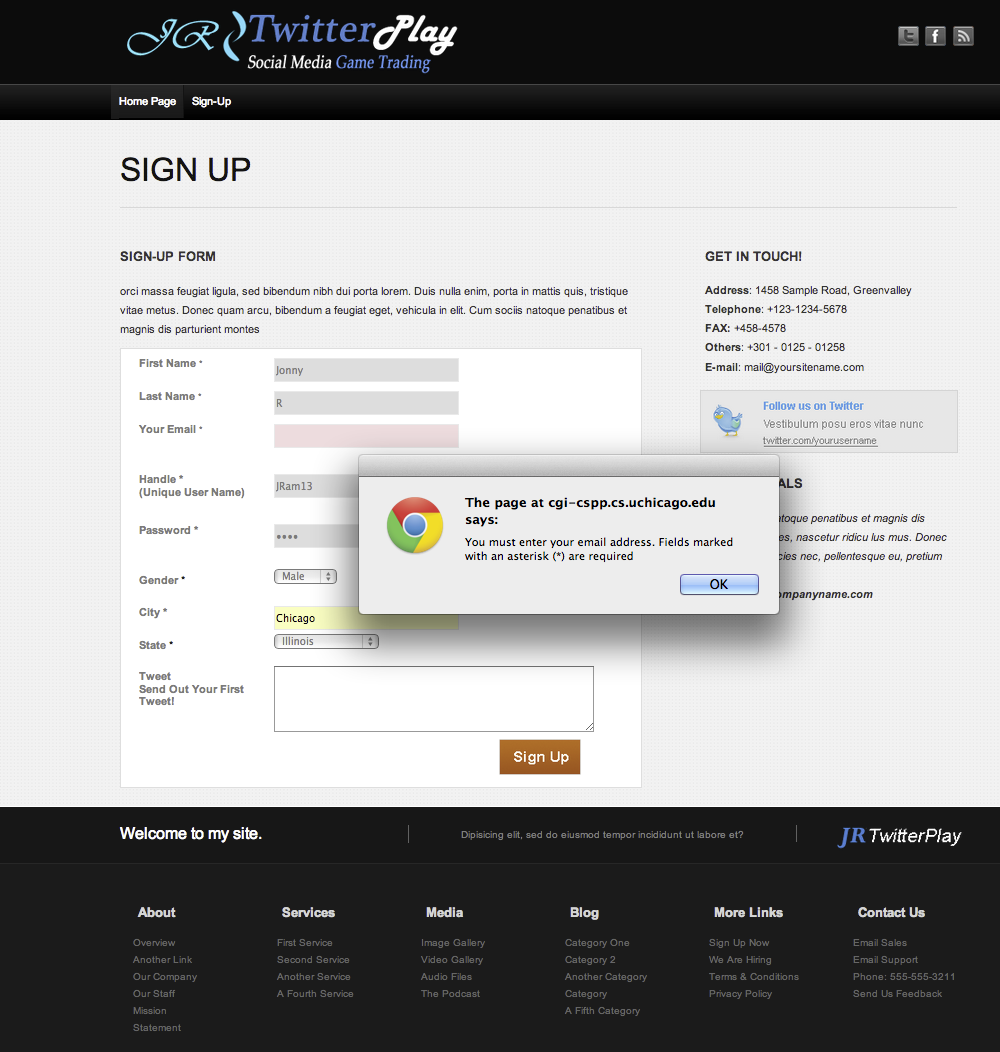 JR TwitterPlay
Social Media Game Trading
Home Page Sign-Up
SIGN UP
SIGN-UP FORM
orci massa feugiat ligula, sed bibendum nibh dui porta lorem. Duis nulla enim, porta in mattis quis, tristique
vitae metus. Donec quam arcu, bibendum a feugiat eget, vehicula in elit. Cum sociis natoque penatibus et
magnis dis parturient montes
First Name * Jonny
Last Name * R
Your Email *
Handle * JRam13
(Unique User Name)
Password * ••••
Gender * Male
City * Chicago
State * Illinois
Tweet
Send Out Your First
Tweet!
Sign Up
The page at cgi-cspp.cs.uchicago.edu
says:
You must enter your email address. Fields marked
with an asterisk (*) are required
OK
GET IN TOUCH!
Address: 1458 Sample Road, Greenvalley
Telephone: +123-1234-5678
FAX: +458-4578
Others: +301 - 0125 - 01258
E-mail: mail@yoursitename.com
Follow us on Twitter
Vestibulum posu eros vitae nunc
twitter.com/yourusername
ALS
toque penatibus et magnis dis
es, nascetur ridicu lus mus. Donec
cies nec, pellentesque eu, pretium
ompanyname.com
Welcome to my site.
Dipisicing elit, sed do eiusmod tempor incididunt ut labore et?
JR TwitterPlay
About
Overview
Another Link
Our Company
Our Staff
Mission
Statement
Services
First Service
Second Service
Another Service
A Fourth Service
Media
Image Gallery
Video Gallery
Audio Files
The Podcast
Blog
Category One
Category 2
Another Category
Category
A Fifth Category
More Links
Sign Up Now
We Are Hiring
Terms & Conditions
Privacy Policy
Contact Us
Email Sales
Email Support
Phone: 555-555-3211
Send Us Feedback